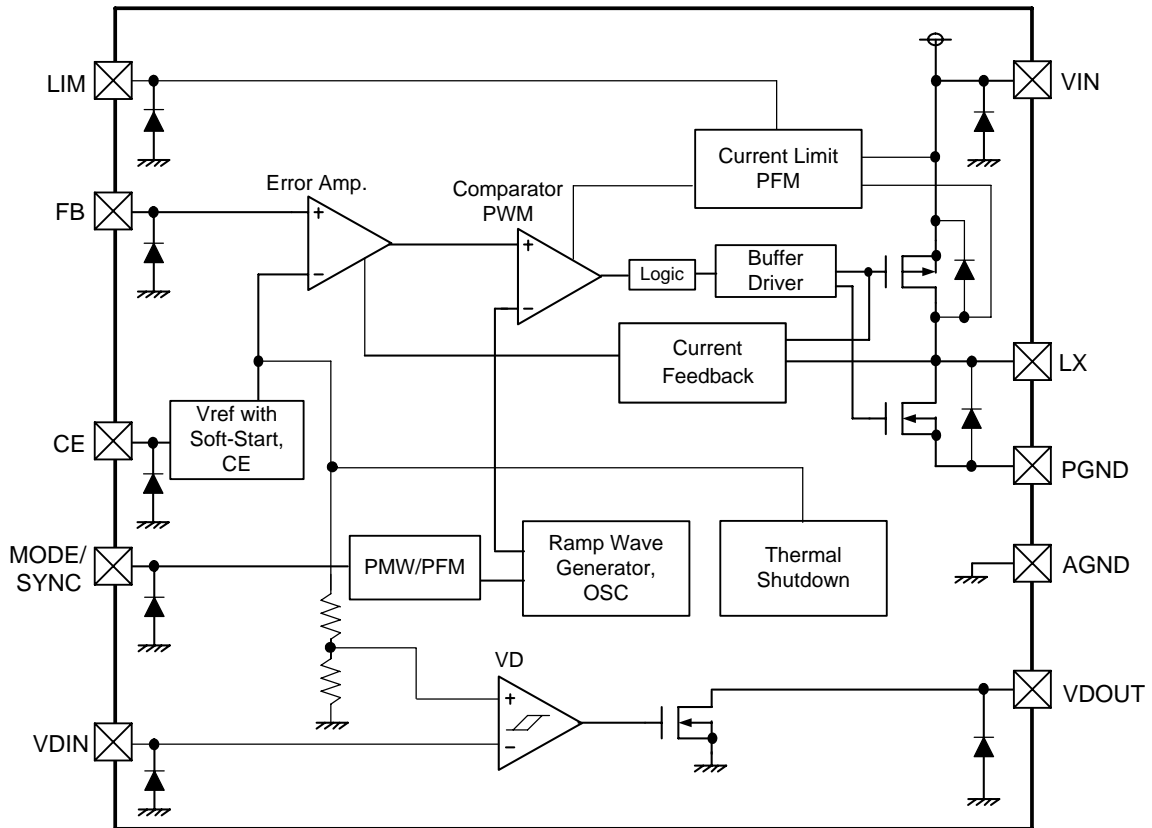 LIM
VIN
Current Limit
PFM
Error Amp.
Comparator
PWM
FB
+
−
+
−
Logic
Buffer
Driver
Current
Feedback
LX
Vref with
Soft-Start,
CE
CE
PGND
MODE/
SYNC
PMW/PFM
Ramp Wave
Generator,
OSC
Thermal
Shutdown
AGND
VD
+
−
VDOUT
VDIN